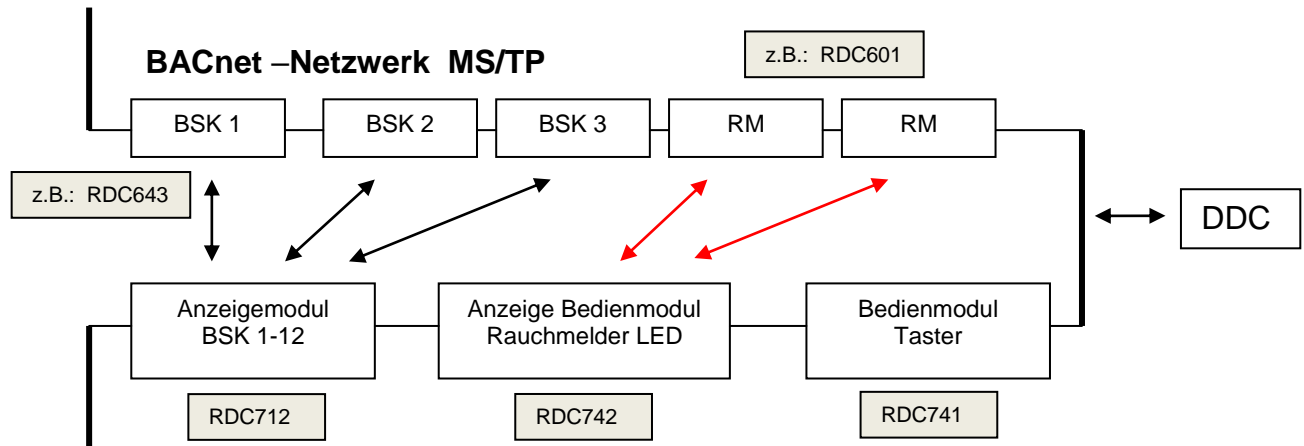 BACnet –Netzwerk MS/TP
z.B.: RDC601
BSK 1
BSK 2
BSK 3
RM
RM
z.B.: RDC643
DDC
Anzeigemodul
BSK 1-12
Anzeige Bedienmodul
Rauchmelder LED
Bedienmodul
Taster
RDC712
RDC742
RDC741